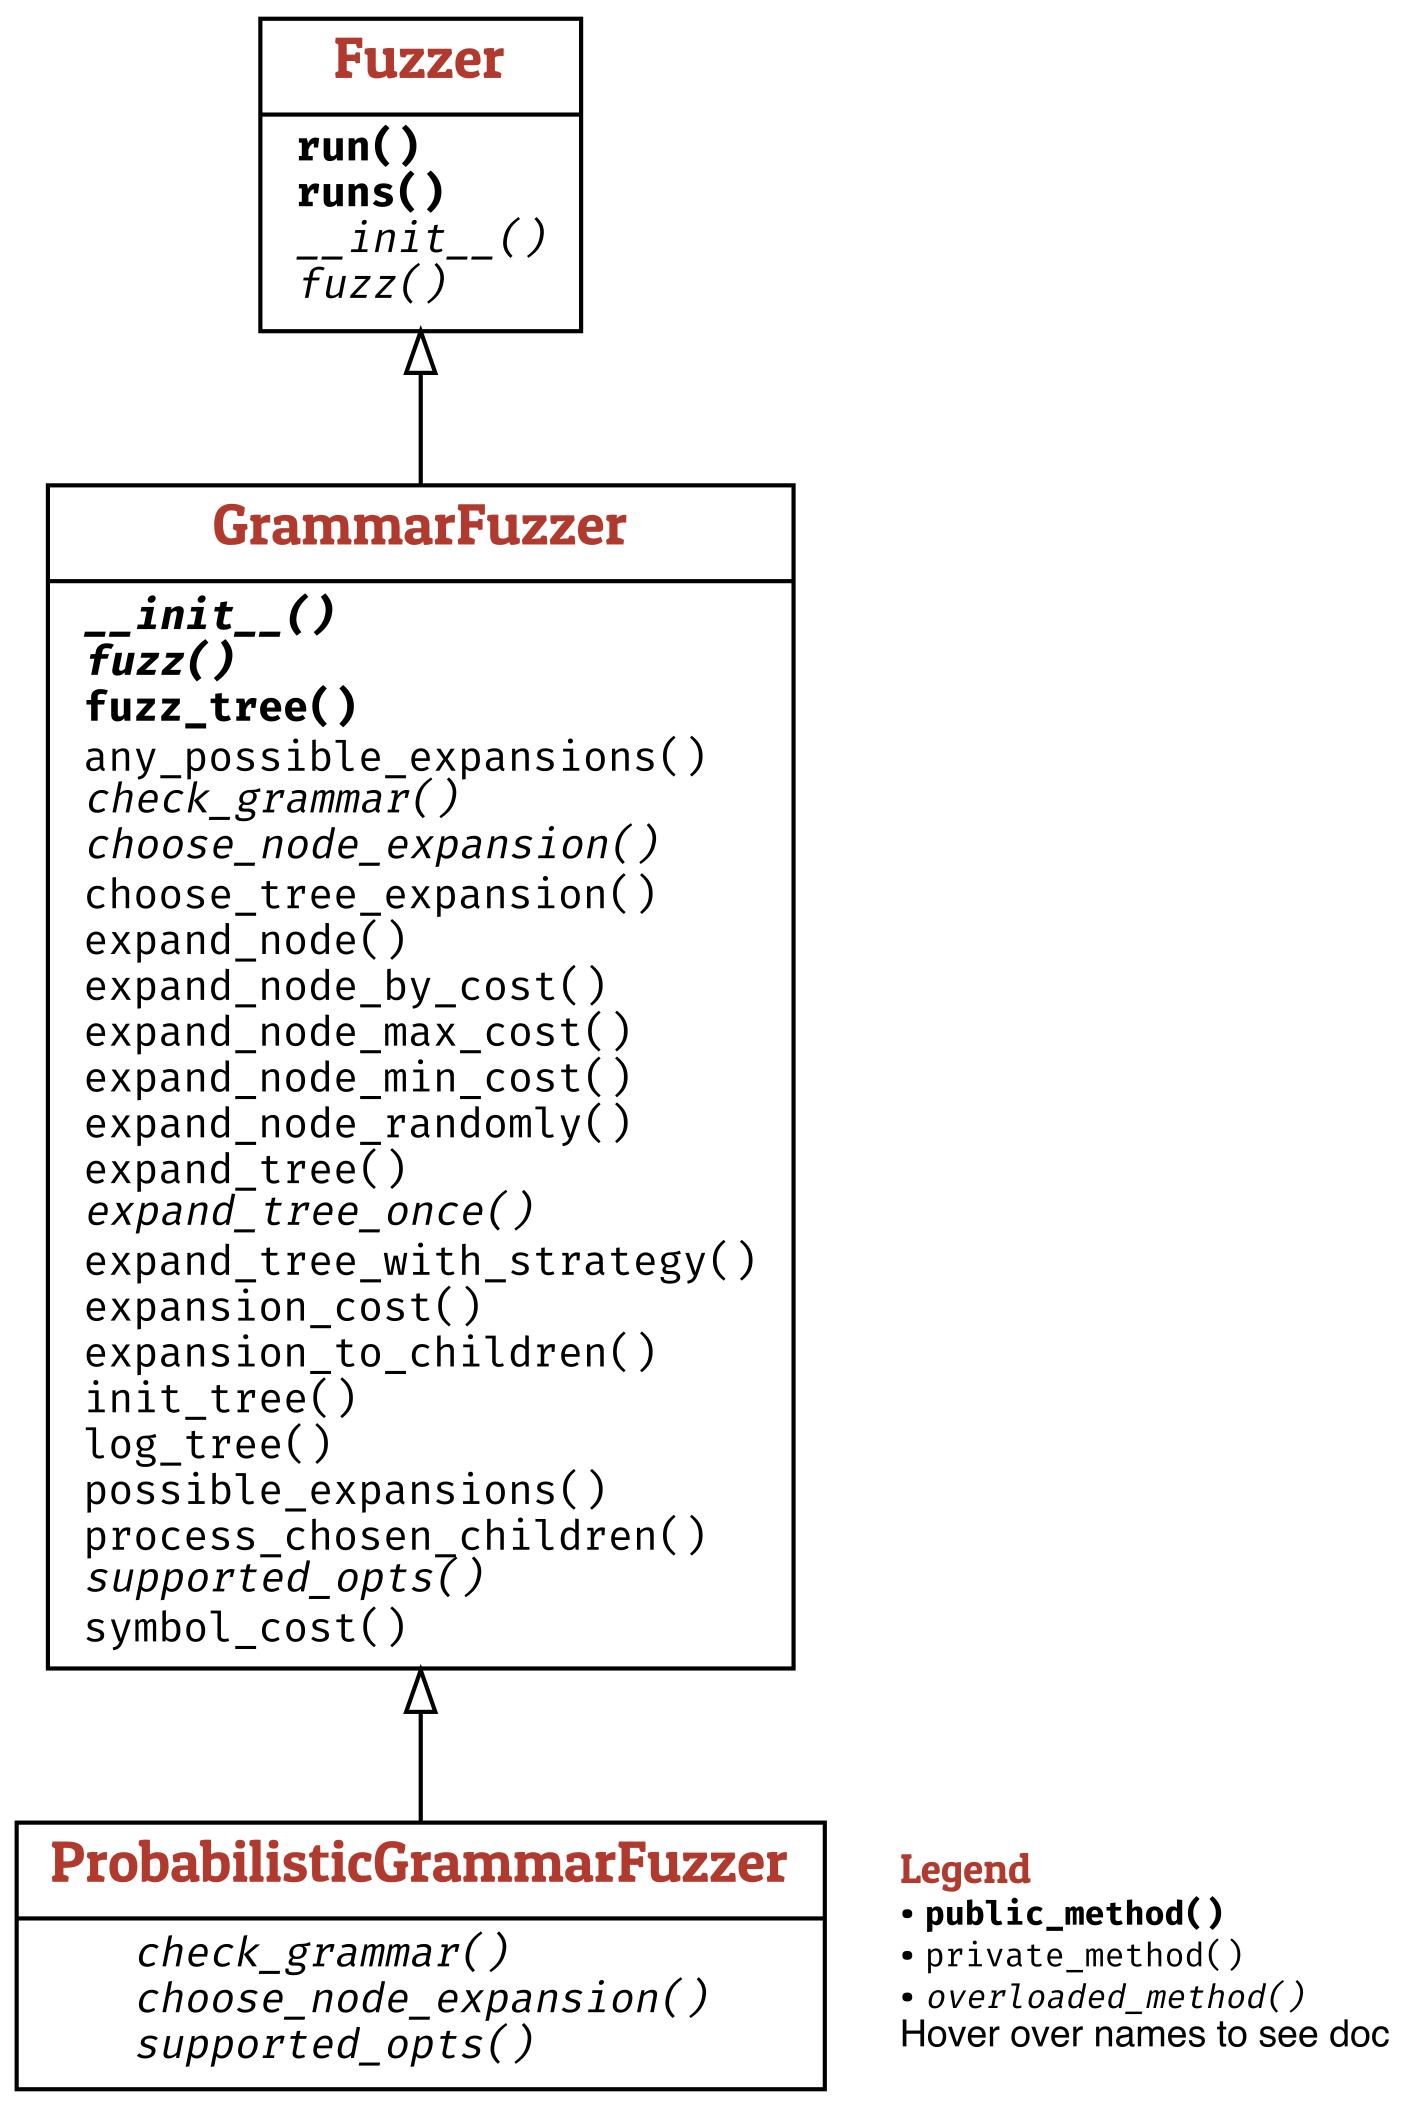 Fuzzer
run()
runs()
__init__()
fuzz()
GrammarFuzzer
__init__()
fuzz()
fuzz_tree()
any_possible_expansions()
check_grammar()
choose_node_expansion()
choose_tree_expansion()
expand_node()
expand_node_by_cost()
expand_node_max_cost()
expand_node_min_cost()
expand_node_randomly()
expand_tree()
expand_tree_once()
expand_tree_with_strategy()
expansion_cost()
expansion_to_children()
init_tree()
log_tree()
possible_expansions()
process_chosen_children()
supported_opts()
symbol_cost()
ProbabilisticGrammarFuzzer
check_grammar()
choose_node_expansion()
supported_opts()
Legend
• public_method()
• private_method()
• overloaded_method()
Hover over names to see doc